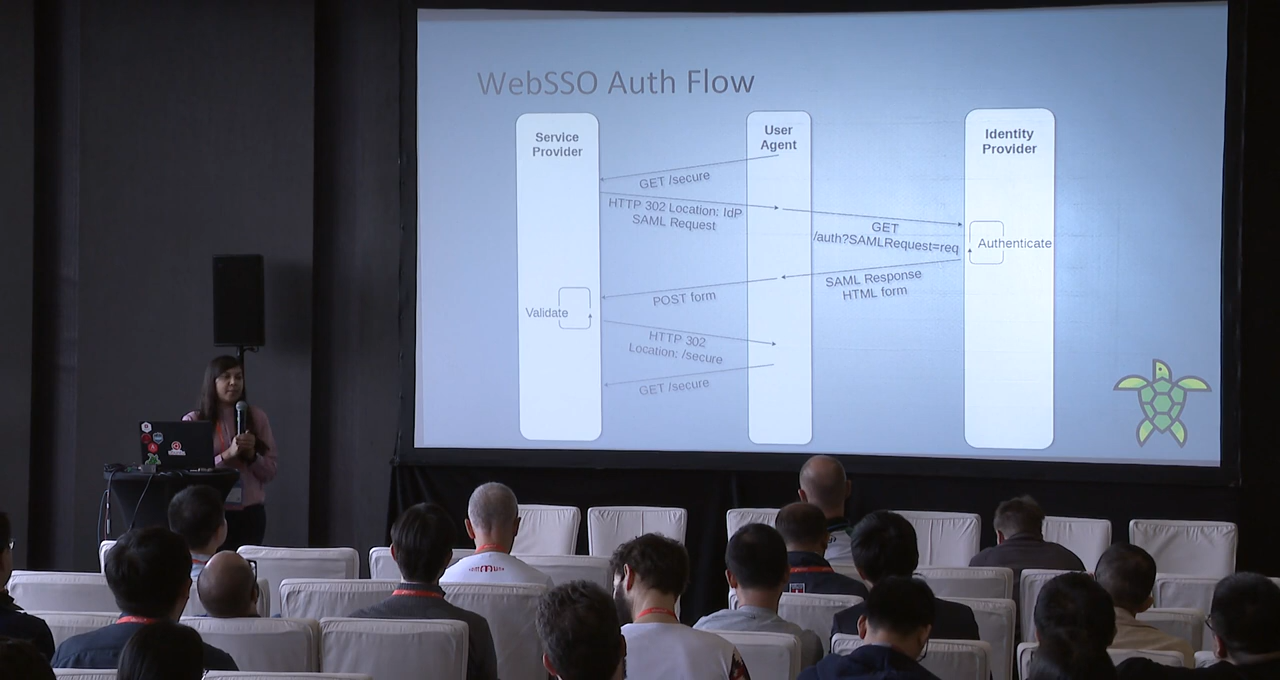 WebSSO Auth Flow
Service
Provider
User
Agent
Identity
Provider
GET /secure
HTTP 302 Location; IdP
SAML Request
GET
/auth?SAMLRequest=req
Authenticate
SAML Response
HTML form
POST form
Validate
HTTP 302
Location; /secure
GET /secure